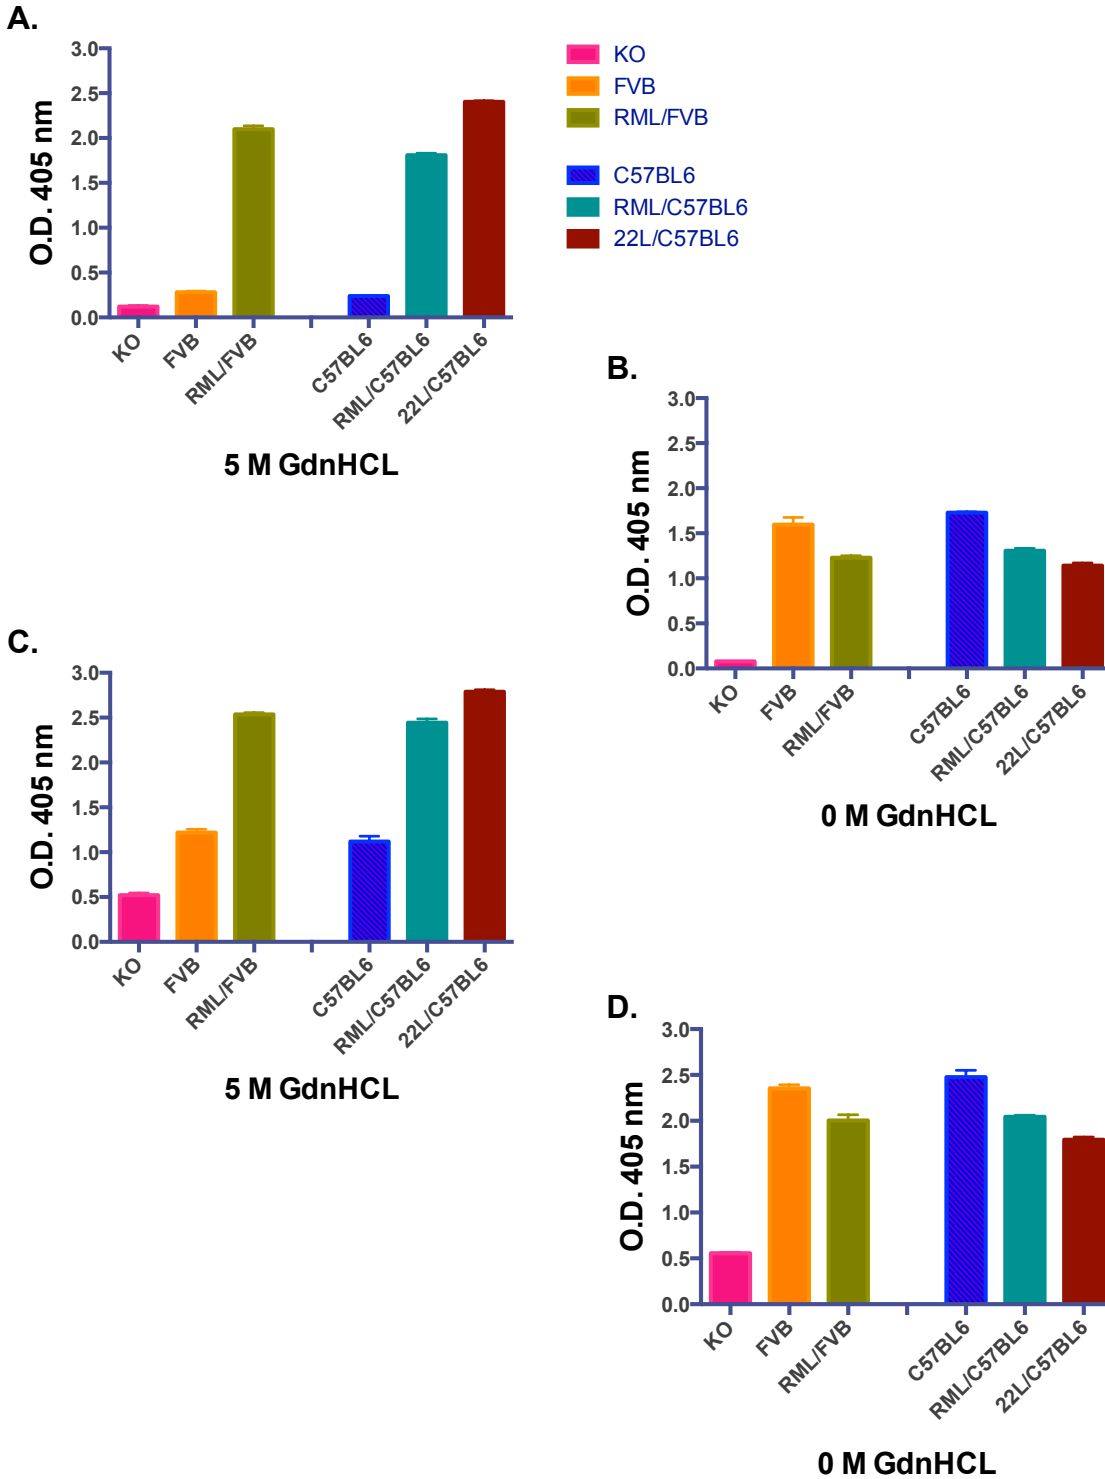 A.
3.0
2.5
2.0
1.5
1.0
0.5
0.0
O.D. 405 nm
KO
FVB
RML/FVB
C57BL6
RML/C57BL6
22L/C57BL6
5 M GdnHCL
KO
FVB
RML/FVB
C57BL6
RML/C57BL6
22L/C57BL6
B.
3.0
2.5
2.0
1.5
1.0
0.5
0.0
O.D. 405 nm
KO
FVB
RML/FVB
C57BL6
RML/C57BL6
22L/C57BL6
0 M GdnHCL
C.
3.0
2.5
2.0
1.5
1.0
0.5
0.0
O.D. 405 nm
KO
FVB
RML/FVB
C57BL6
RML/C57BL6
22L/C57BL6
5 M GdnHCL
D.
3.0
2.5
2.0
1.5
1.0
0.5
0.0
O.D. 405 nm
KO
FVB
RML/FVB
C57BL6
RML/C57BL6
22L/C57BL6
0 M GdnHCL